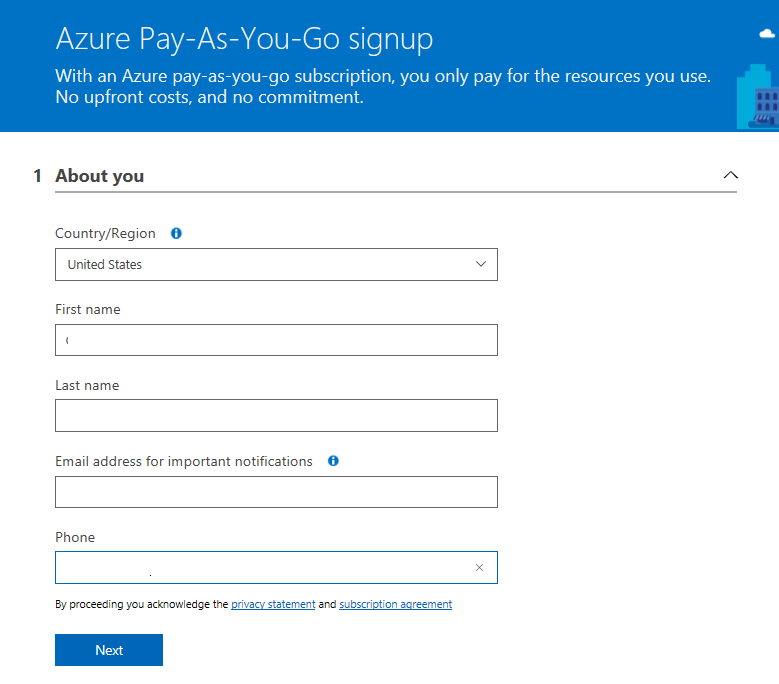 Azure Pay-As-You-Go signup
With an Azure pay-as-you-go subscription, you only pay for the resources you use.
No upfront costs, and no commitment.
1 About you
Country/Region
United States
First name
Last name
Email address for important notifications
Phone
By proceeding you acknowledge the privacy statement and subscription agreement
Next